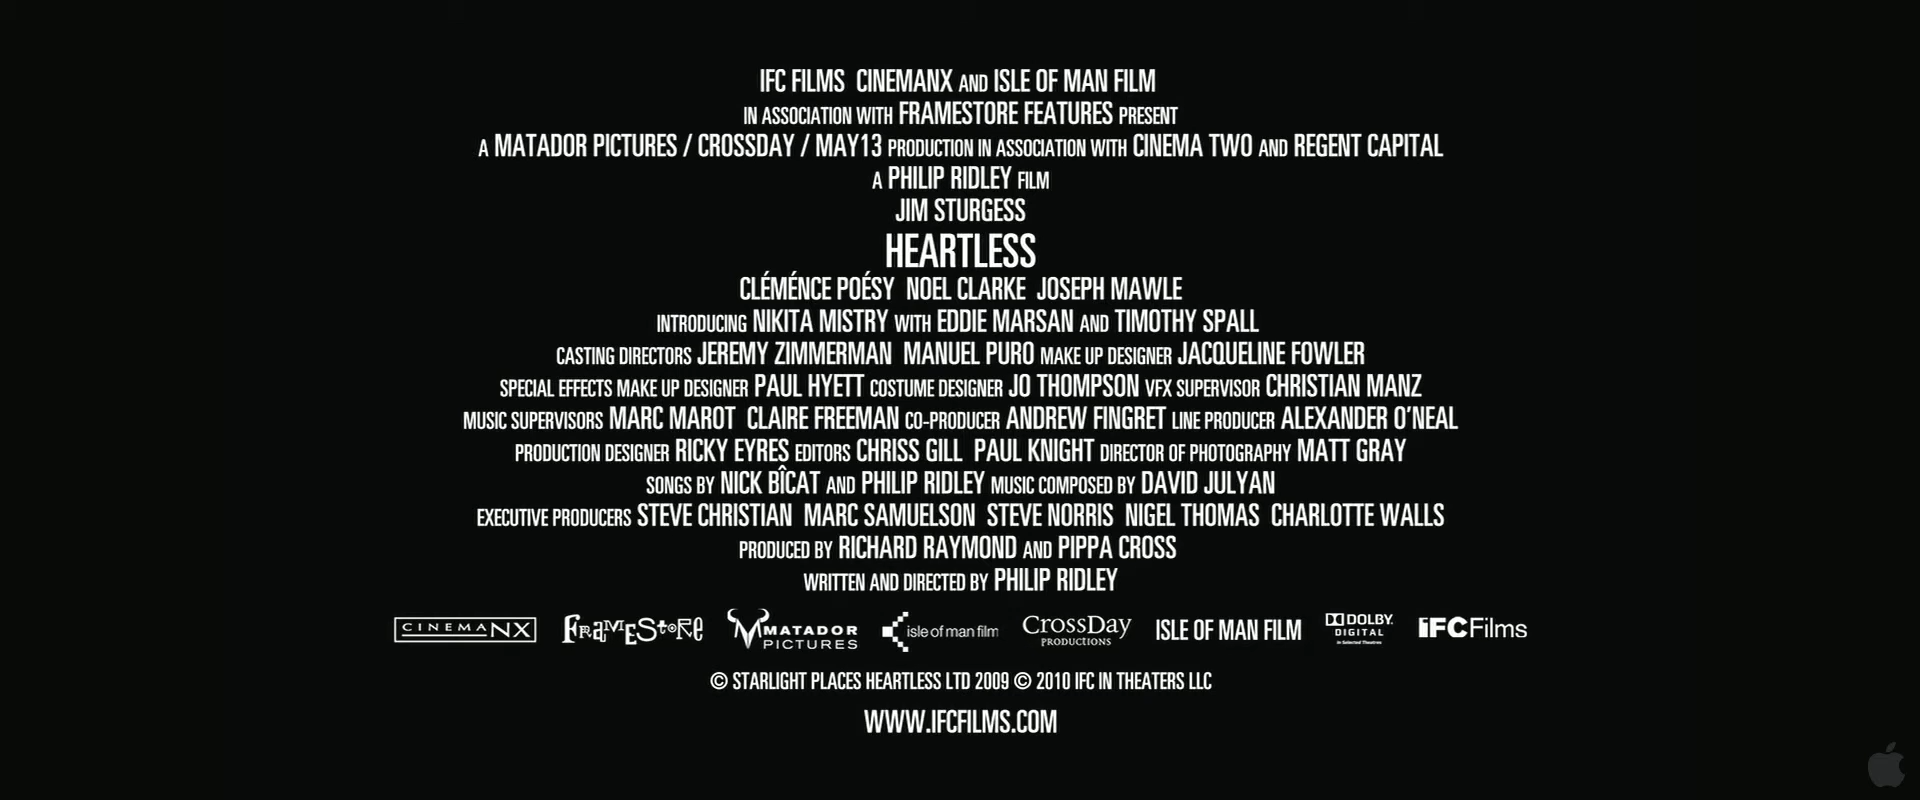 IFC FILMS CINEMANX AND ISLE OF MAN FILM
IN ASSOCIATION WITH FRAMESTORE FEATURES PRESENT
A MATADOR PICTURES / CROSSDAY / MAY13 PRODUCTION IN ASSOCIATION WITH CINEMA TWO AND REGENT CAPITAL
A PHILIP RIDLEY FILM
JIM STURGESS
HEARTLESS
CLÉMÉNCE POÉSY NOEL CLARKE JOSEPH MAWLE
INTRODUCING NIKITA MISTRY WITH EDDIE MARSAN AND TIMOTHY SPALL
CASTING DIRECTORS JEREMY ZIMMERMAN MANUEL PURO MAKE UP DESIGNER JACQUELINE FOWLER
SPECIAL EFFECTS MAKE UP DESIGNER PAUL HYETT COSTUME DESIGNER JO THOMPSON VFX SUPERVISOR CHRISTIAN MANZ
MUSIC SUPERVISORS MARC MAROT CLAIRE FREEMAN CO-PRODUCER ANDREW FINGRET LINE PRODUCER ALEXANDER O'NEAL
PRODUCTION DESIGNER RICKY EYRES EDITORS CHRISS GILL PAUL KNIGHT DIRECTOR OF PHOTOGRAPHY MATT GRAY
SONGS BY NICK BÎCAT AND PHILIP RIDLEY MUSIC COMPOSED BY DAVID JULYAN
EXECUTIVE PRODUCERS STEVE CHRISTIAN MARC SAMUELSON STEVE NORRIS NIGEL THOMAS CHARLOTTE WALLS
PRODUCED BY RICHARD RAYMOND AND PIPPA CROSS
WRITTEN AND DIRECTED BY PHILIP RIDLEY
CINEMANX FRAMESTORE MATADOR PICTURES isle of man film CROSSDAY PRODUCTIONS ISLE OF MAN FILM DOLBY DIGITAL In Selected Theatres IFC Films
© STARLIGHT PLACES HEARTLESS LTD 2009 © 2010 IFC IN THEATERS LLC
WWW.IFCFILMS.COM